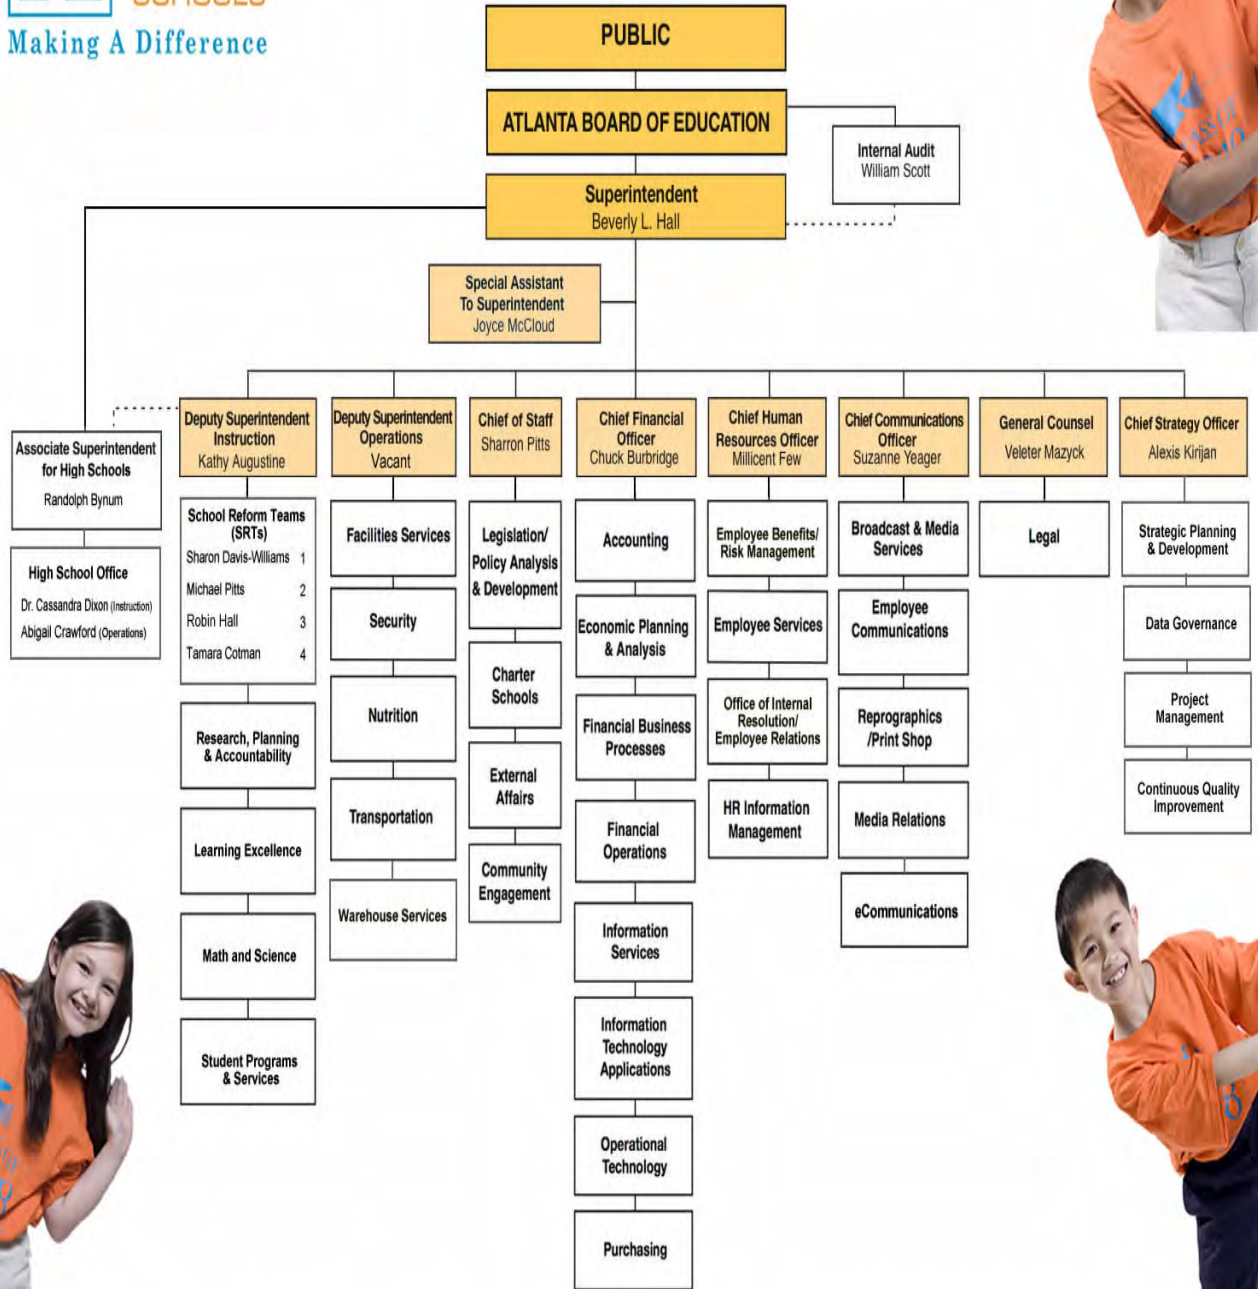 SCHOOLS
Making A Difference
PUBLIC
ATLANTA BOARD OF EDUCATION
Internal Audit
William Scott
Superintendent
Beverly L. Hall
Special Assistant
To Superintendent
Joyce McCloud
Associate Superintendent
for High Schools
Randolph Bynum
High School Office
Dr. Cassandra Dixon (Instruction)
Abigail Crawford (Operations)
Deputy Superintendent
Instruction
Kathy Augustine
School Reform Teams
(SRTs)
Sharon Davis-Williams 1
Michael Pitts 2
Robin Hall 3
Tamara Cotman 4
Research, Planning
& Accountability
Learning Excellence
Math and Science
Student Programs
& Services
Deputy Superintendent
Operations
Vacant
Facilities Services
Security
Nutrition
Transportation
Warehouse Services
Chief of Staff
Sharron Pitts
Legislation/
Policy Analysis
& Development
Charter
Schools
External
Affairs
Community
Engagement
Chief Financial
Officer
Chuck Burbridge
Accounting
Economic Planning
& Analysis
Financial Business
Processes
Financial
Operations
Information
Services
Information
Technology
Applications
Operational
Technology
Purchasing
Chief Human
Resources Officer
Millicent Few
Employee Benefits/
Risk Management
Employee Services
Office of Internal
Resolution/
Employee Relations
HR Information
Management
Chief Communications
Officer
Suzanne Yeager
Broadcast & Media
Services
Employee
Communications
Reprographics
/Print Shop
Media Relations
eCommunications
General Counsel
Veleter Mazyck
Legal
Chief Strategy Officer
Alexis Kirijan
Strategic Planning
& Development
Data Governance
Project
Management
Continuous Quality
Improvement